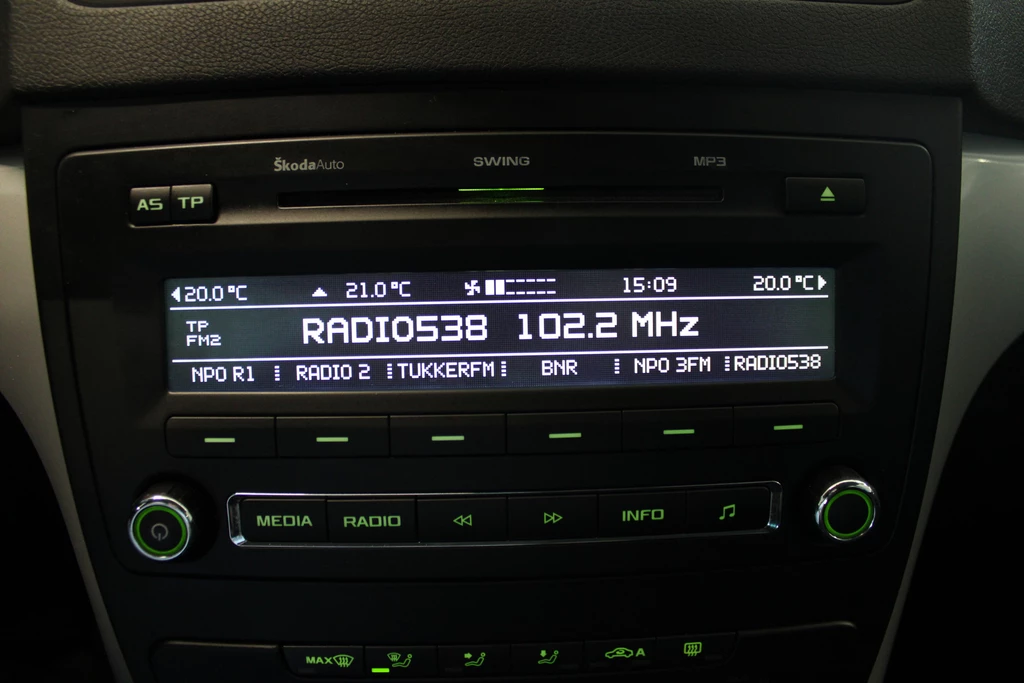 ŠkodaAuto SWING MP3
AS TP
20.0°C 21.0°C 15:09 20.0°C
TP
FM2
RADIO538 102.2 MHz
NPO R1 RADIO 2 TUKKERFM BNR NPO 3FM RADIO538
MEDIA RADIO INFO
MAX A